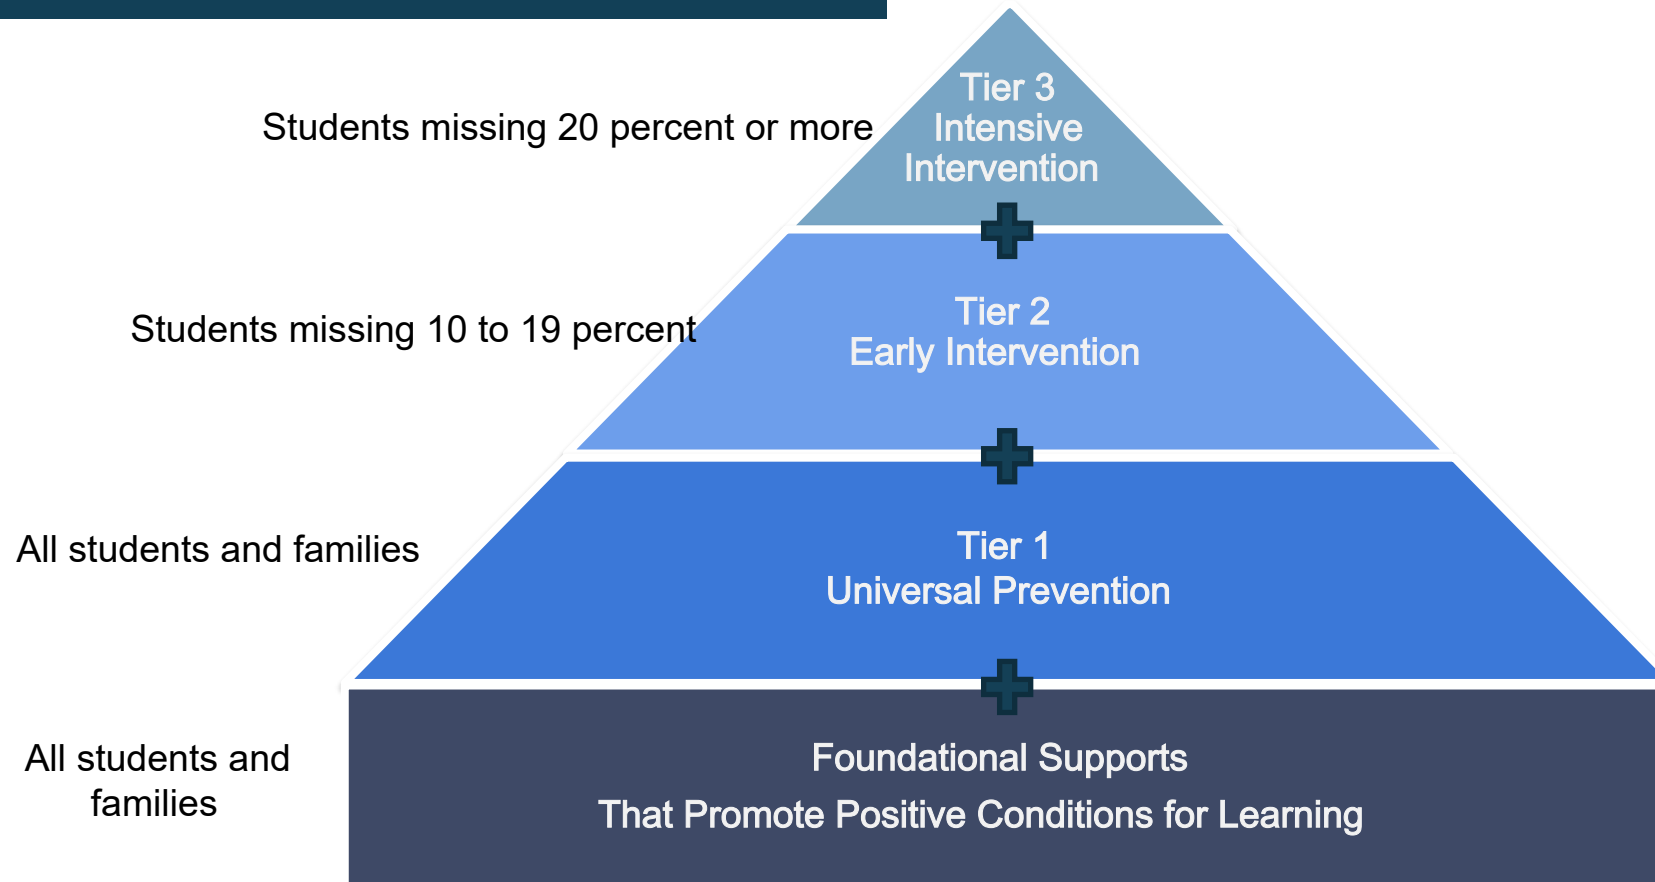 Tier 3
Intensive
Intervention
Students missing 20 percent or more
Tier 2
Early Intervention
Students missing 10 to 19 percent
Tier 1
Universal Prevention
All students and families
Foundational Supports
That Promote Positive Conditions for Learning
All students and
families